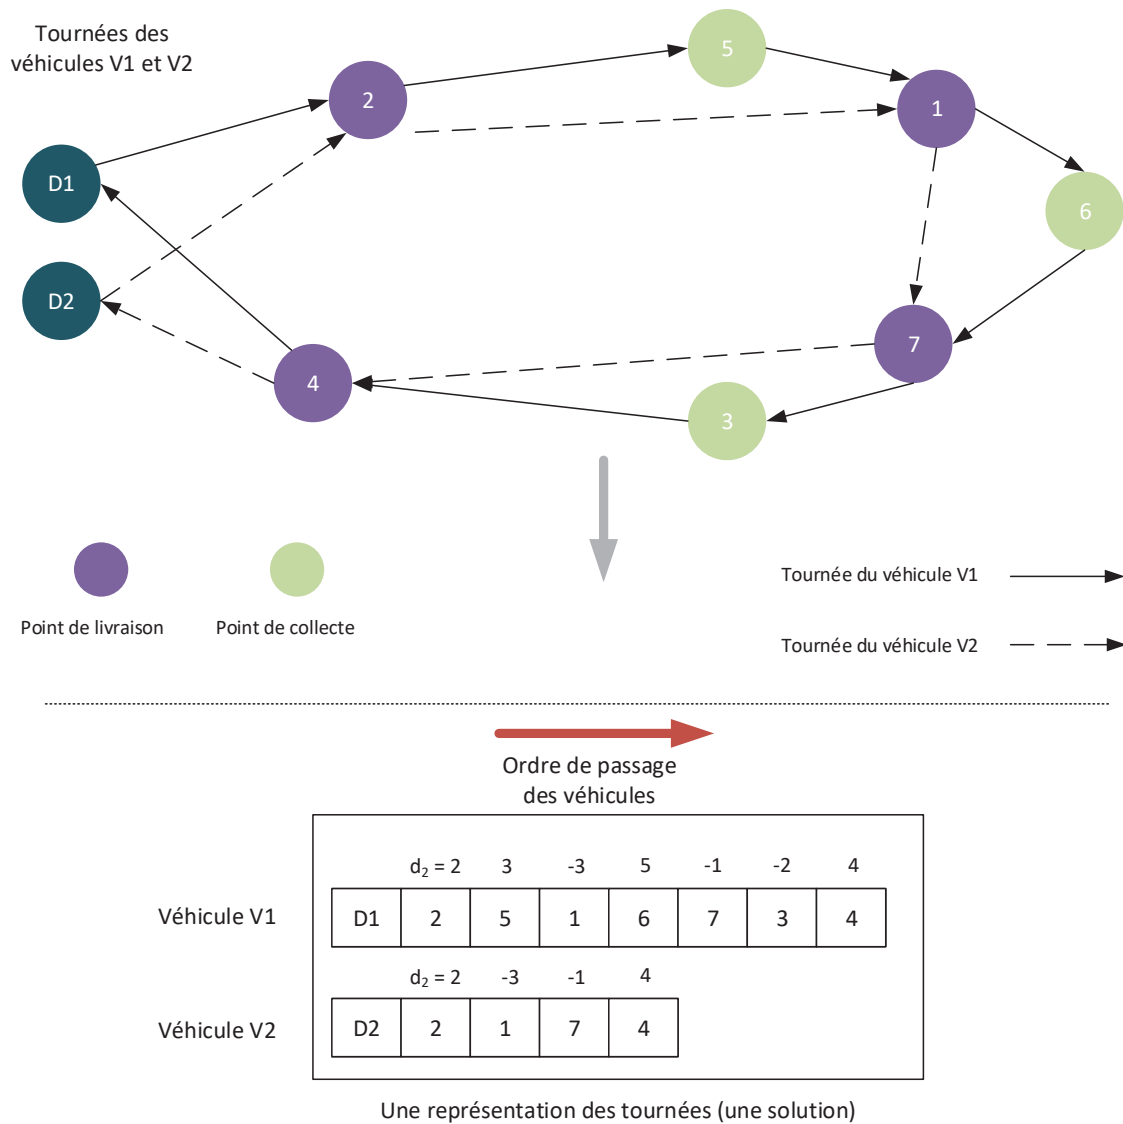 Tournées des
véhicules V1 et V2
5
2
1
D1
6
D2
7
4
3
Point de livraison
Point de collecte
Tournée du véhicule V1
Tournée du véhicule V2
Ordre de passage
des véhicules
d₂ = 2 3 -3 5 -1 -2 4
Véhicule V1 D1 2 5 1 6 7 3 4
d₂ = 2 -3 -1 4
Véhicule V2 D2 2 1 7 4
Une représentation des tournées (une solution)